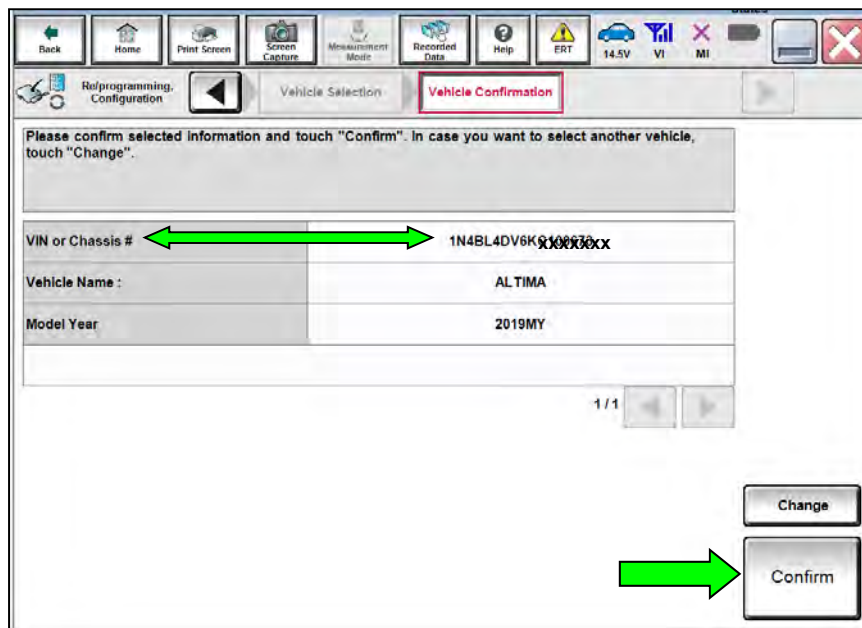 Back
Home
Print Screen
Screen Capture
Measurement Mode
Recorded Data
Help
ERT
14.5V
VI
MI
Re/programming,
Configuration
Vehicle Selection
Vehicle Confirmation
Please confirm selected information and touch "Confirm". In case you want to select another vehicle,
touch "Change".
VIN or Chassis # 1N4BL4DV6Kxxxxxxx
Vehicle Name : ALTIMA
Model Year 2019MY
1/1
Change
Confirm